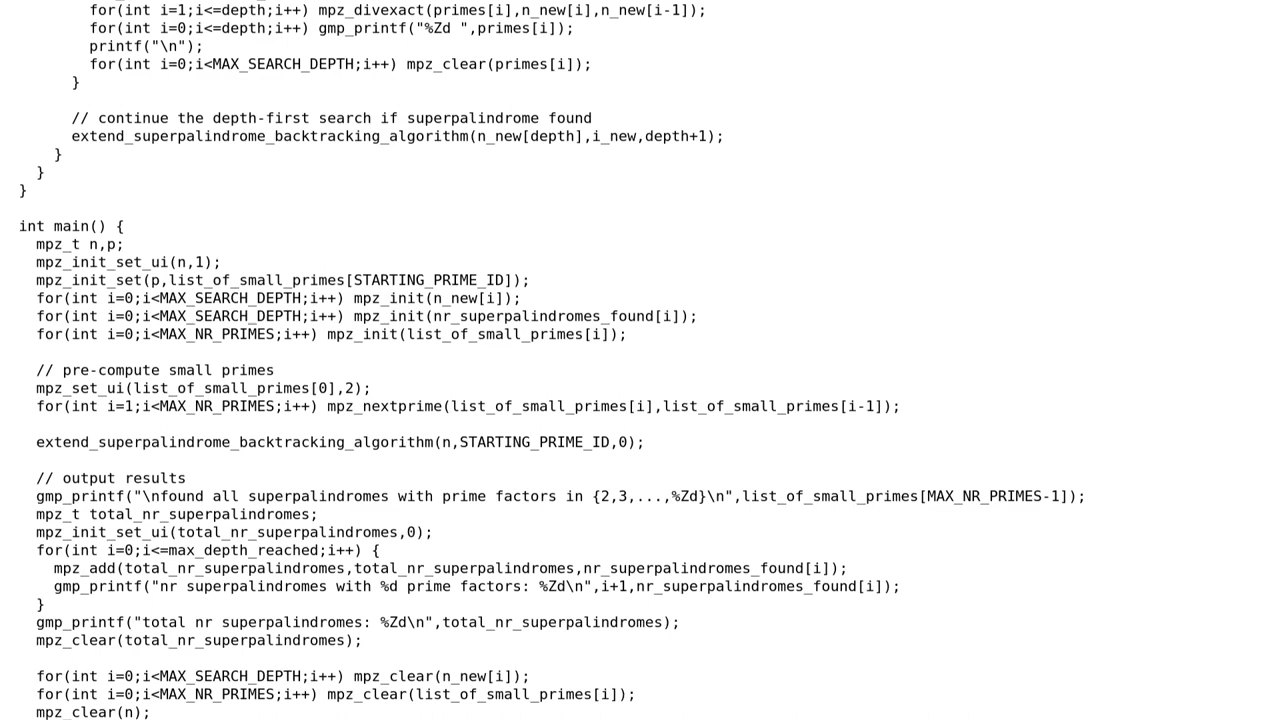 for(int i=1;i<=depth;i++) mpz_divexact(primes[i],n_new[i],n_new[i-1]);
for(int i=0;i<=depth;i++) gmp_printf("%Zd ",primes[i]);
printf("\n");
for(int i=0;i<MAX_SEARCH_DEPTH;i++) mpz_clear(primes[i]);
}
// continue the depth-first search if superpalindrome found
extend_superpalindrome_backtracking_algorithm(n_new[depth],i_new,depth+1);
}
}
}
int main() {
mpz_t n,p;
mpz_init_set_ui(n,1);
mpz_init_set(p,list_of_small_primes[STARTING_PRIME_ID]);
for(int i=0;i<MAX_SEARCH_DEPTH;i++) mpz_init(n_new[i]);
for(int i=0;i<MAX_SEARCH_DEPTH;i++) mpz_init(nr_superpalindromes_found[i]);
for(int i=0;i<MAX_NR_PRIMES;i++) mpz_init(list_of_small_primes[i]);
// pre-compute small primes
mpz_set_ui(list_of_small_primes[0],2);
for(int i=1;i<MAX_NR_PRIMES;i++) mpz_nextprime(list_of_small_primes[i],list_of_small_primes[i-1]);
extend_superpalindrome_backtracking_algorithm(n,STARTING_PRIME_ID,0);
// output results
gmp_printf("\nfound all superpalindromes with prime factors in {2,3,...,%Zd}\n",list_of_small_primes[MAX_NR_PRIMES-1]);
mpz_t total_nr_superpalindromes;
mpz_init_set_ui(total_nr_superpalindromes,0);
for(int i=0;i<=max_depth_reached;i++) {
mpz_add(total_nr_superpalindromes,total_nr_superpalindromes,nr_superpalindromes_found[i]);
gmp_printf("nr superpalindromes with %d prime factors: %Zd\n",i+1,nr_superpalindromes_found[i]);
}
gmp_printf("total nr superpalindromes: %Zd\n",total_nr_superpalindromes);
mpz_clear(total_nr_superpalindromes);
for(int i=0;i<MAX_SEARCH_DEPTH;i++) mpz_clear(n_new[i]);
for(int i=0;i<MAX_NR_PRIMES;i++) mpz_clear(list_of_small_primes[i]);
mpz_clear(n);